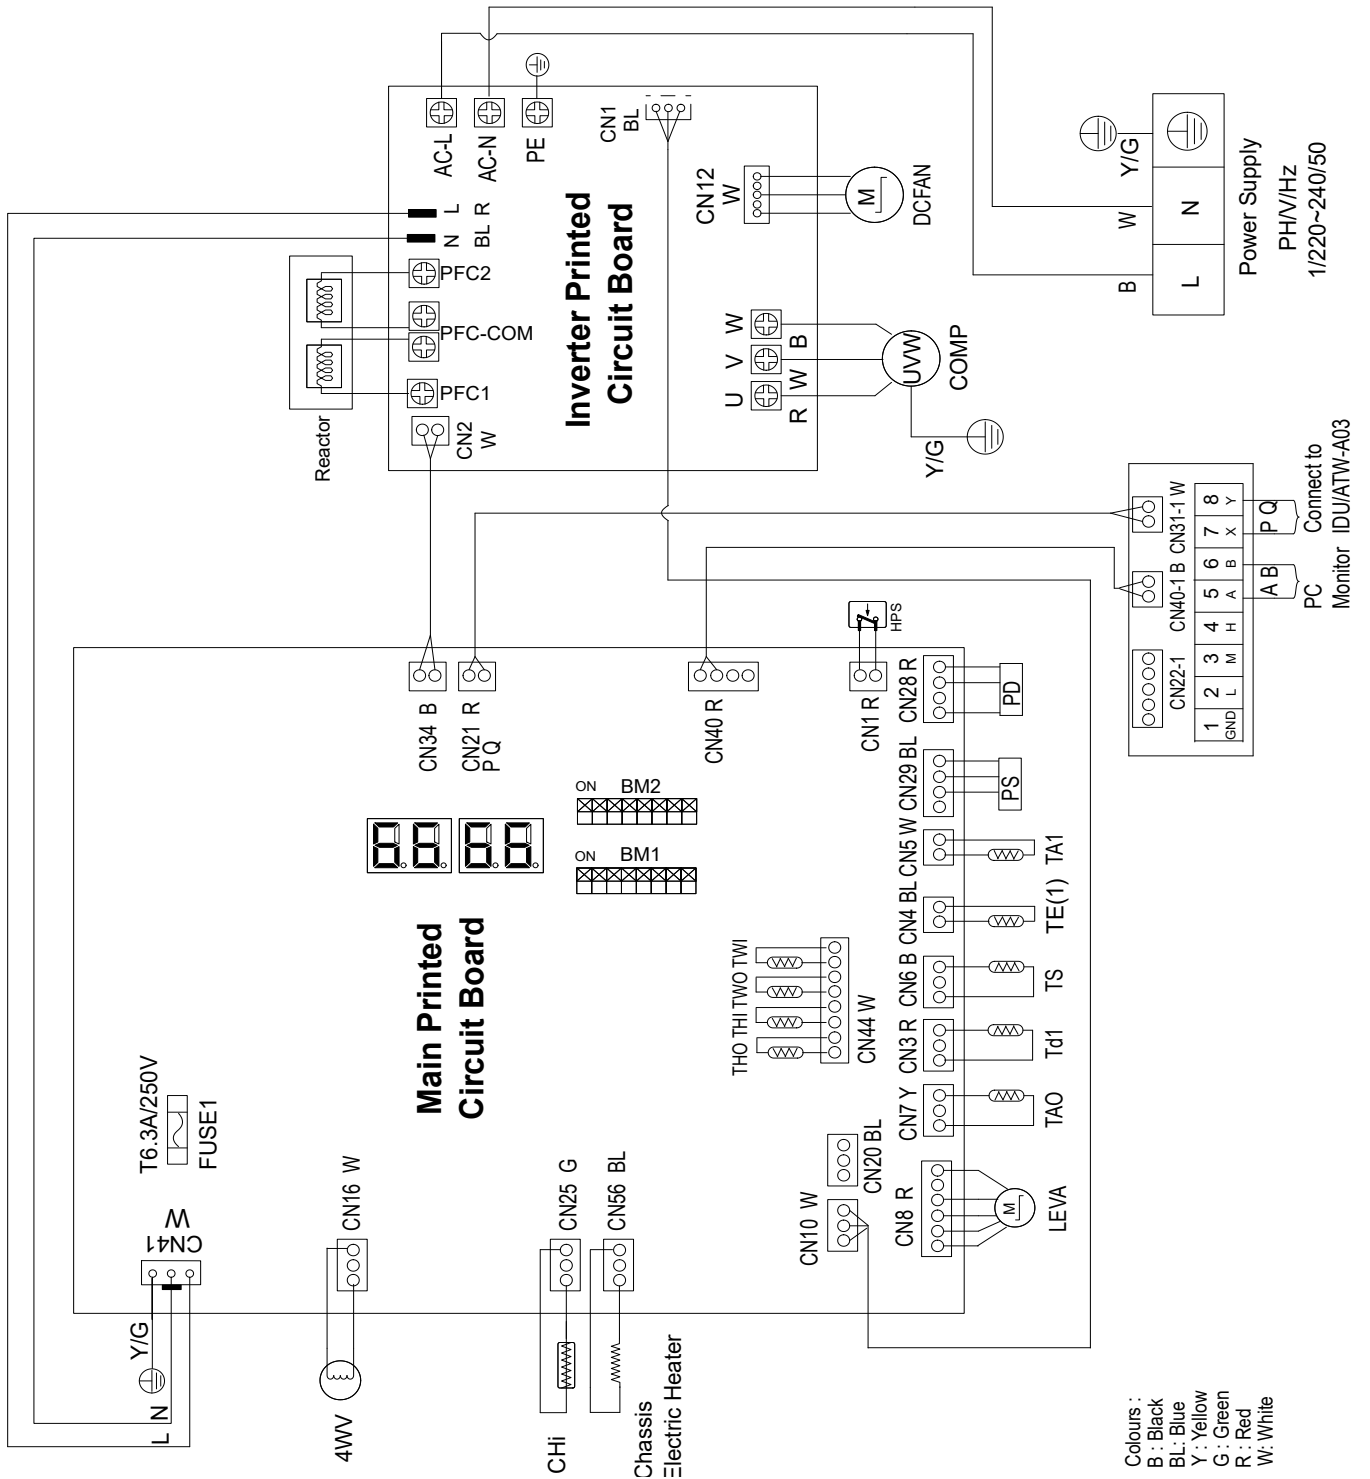 AC-L
AC-N
PE
CN1
BL
L R
N BL
PFC2
PFC-COM
PFC1
Reactor
CN2
W
Inverter Printed
Circuit Board
CN12
W
M
DCFAN
U V W
R W B
UVW
COMP
Y/G
B W Y/G
L N
Power Supply
PH/V/Hz
1/220~240/50
CN34 B
CN21 R
P Q
CN40 R
CN1 R
HPS
CN28 R
PD
CN29 BL
PS
CN5 W
TA1
CN4 BL
TE(1)
CN6 B
TS
CN3 R
Td1
CN7 Y
TAO
CN8 R
M
LEVA
CN10 W
CN20 BL
THO THI TWO TWI
CN44 W
ON BM2
ON BM1
Main Printed
Circuit Board
T6.3A/250V
FUSE1
W
CN41
Y/G
L N
CN16 W
4WV
CN25 G
CHi
CN56 BL
Chassis
Electric Heater
CN22-1
CN40-1 B
CN31-1 W
1 2 3 4 5 6 7 8
GND L M H A B X Y
A B
P Q
PC
Monitor
Connect to
IDU/ATW-A03
Colours :
B : Black
BL: Blue
Y : Yellow
G : Green
R : Red
W: White